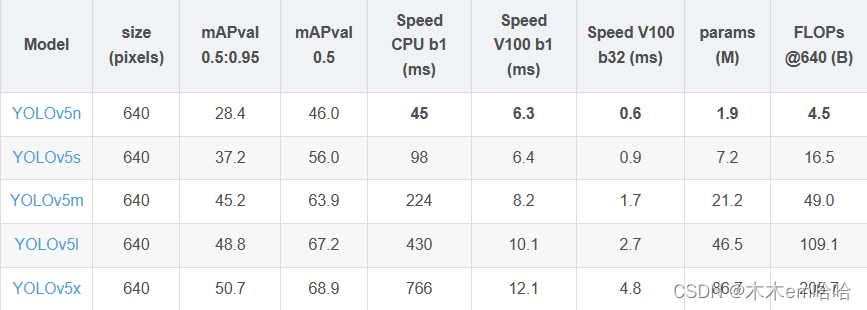 Model size (pixels) mAPval 0.5:0.95 mAPval 0.5 Speed CPU b1 (ms) Speed V100 b1 (ms) Speed V100 b32 (ms) params (M) FLOPs @640 (B)
YOLOv5n 640 28.4 46.0 45 6.3 0.6 1.9 4.5
YOLOv5s 640 37.2 56.0 98 6.4 0.9 7.2 16.5
YOLOv5m 640 45.2 63.9 224 8.2 1.7 21.2 49.0
YOLOv5l 640 48.8 67.2 430 10.1 2.7 46.5 109.1
YOLOv5x 640 50.7 68.9 766 12.1 4.8 86.7 205.7
CSDN @木木em哈哈